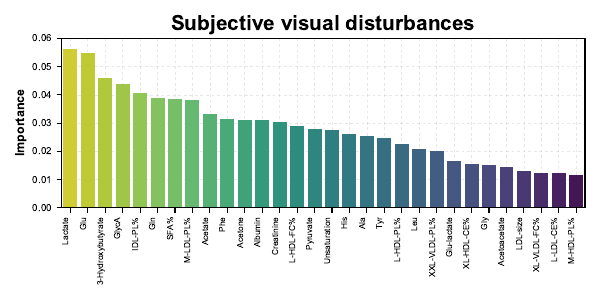 Subjective visual disturbances
Importance
0.06
0.05
0.04
0.03
0.02
0.01
0.00
Lactate
Glu
3-Hydroxybutyrate
GlycA
IDL-PL%
Gln
SFA%
M-LDL-PL%
Acetate
Phe
Acetone
Albumin
Creatinine
L-HDL-FC%
Pyruvate
Unsaturation
His
Ala
Tyr
L-HDL-PL%
Leu
XXL-VLDL-PL%
Glu-lactate
XL-HDL-CE%
Gly
Acetoacetate
LDL-size
XL-VLDL-FC%
L-LDL-CE%
M-HDL-PL%